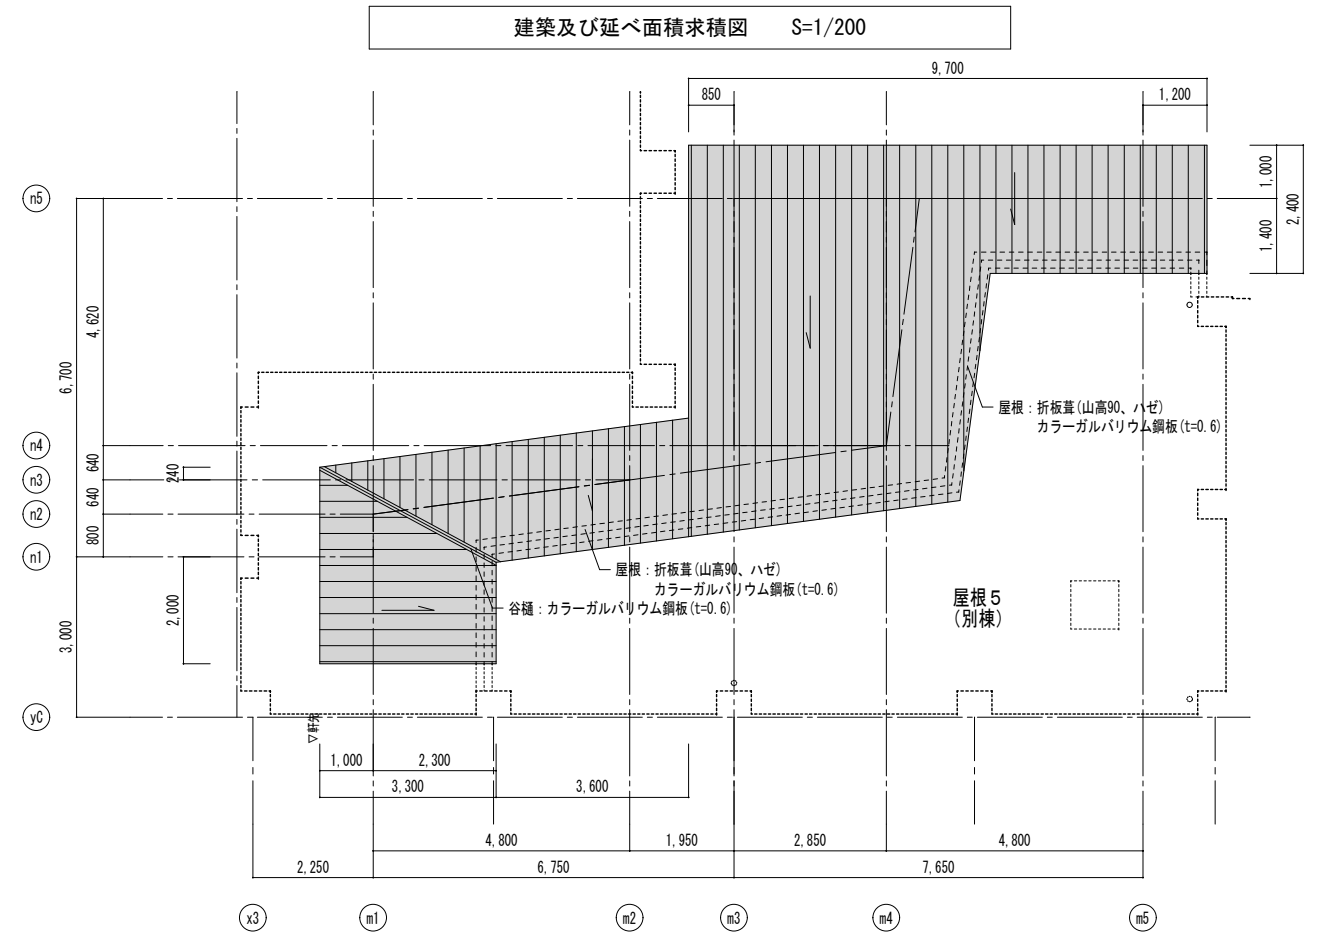 建築及び延べ面積求積図 S=1/200
9,700
850
1,200
n5
1,000
2,400
1,400
4,620
6,700
屋根：折板葺(山高90、ハゼ)
カラーガルバリウム鋼板(t=0.6)
n4
640
240
n3
640
n2
800
n1
屋根：折板葺(山高90、ハゼ)
カラーガルバリウム鋼板(t=0.6)
谷樋：カラーガルバリウム鋼板(t=0.6)
屋根５
(別棟)
2,000
3,000
yC
▽軒先
1,000
2,300
3,300
3,600
4,800
1,950
2,850
4,800
2,250
6,750
7,650
x3
m1
m2
m3
m4
m5